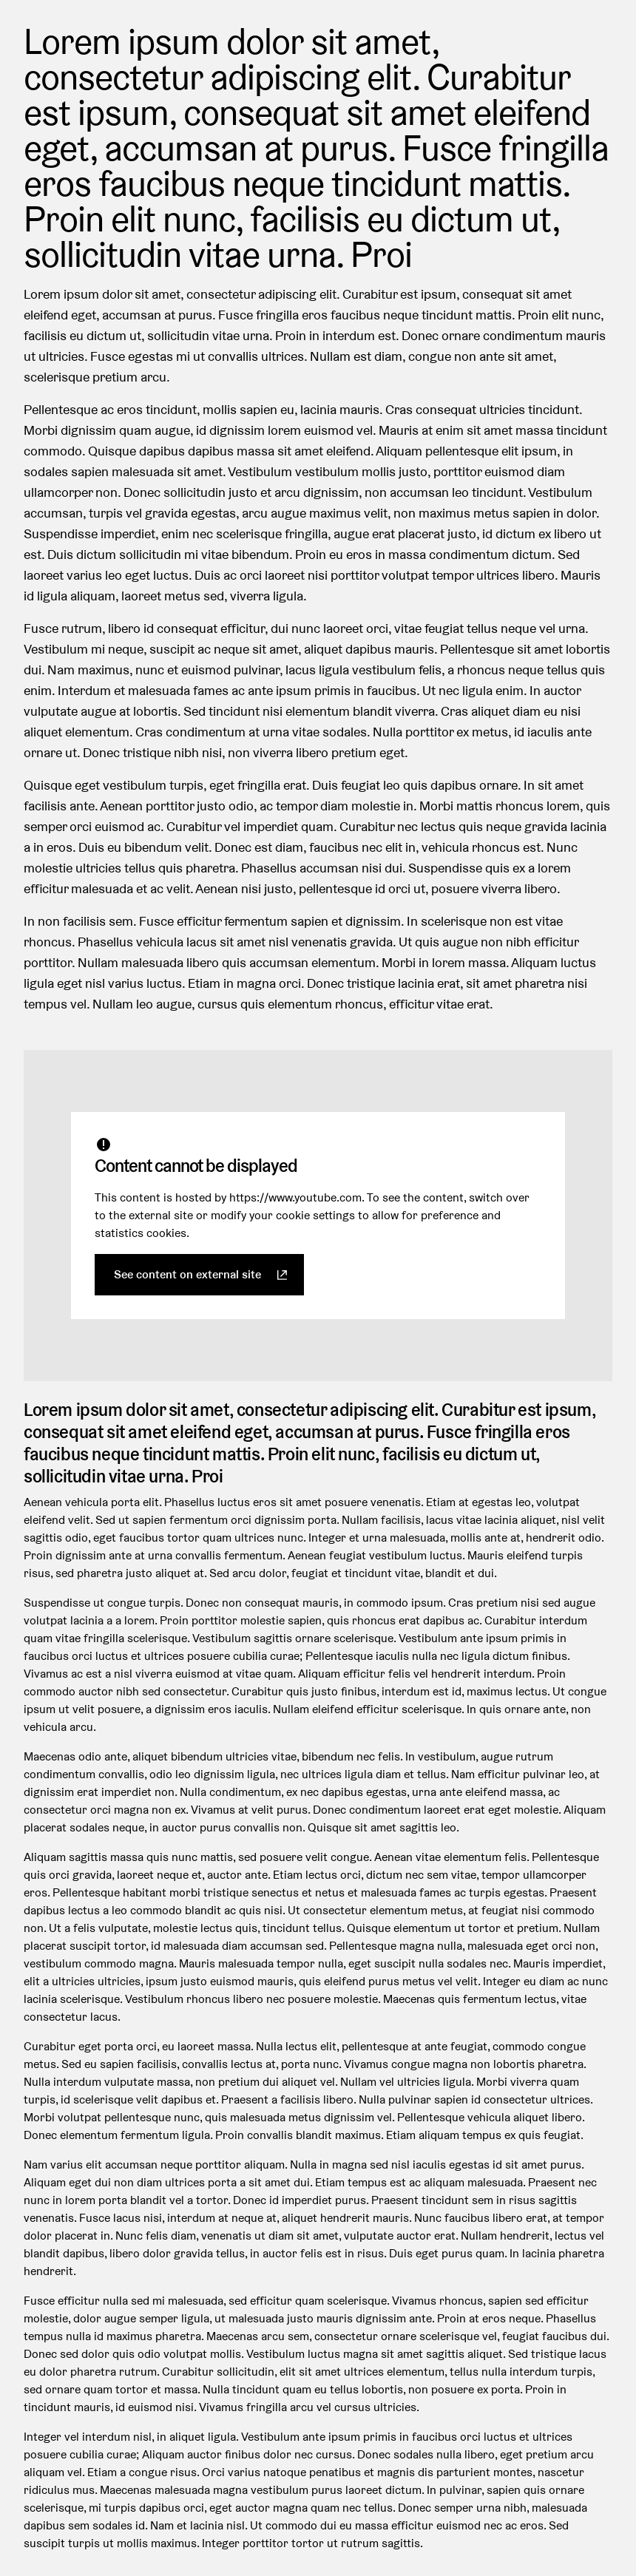 Lorem ipsum dolor sit amet,
consectetur adipiscing elit. Curabitur
est ipsum, consequat sit amet eleifend
eget, accumsan at purus. Fusce fringilla
eros faucibus neque tincidunt mattis.
Proin elit nunc, facilisis eu dictum ut,
sollicitudin vitae urna. Proi
Lorem ipsum dolor sit amet, consectetur adipiscing elit. Curabitur est ipsum, consequat sit amet
eleifend eget, accumsan at purus. Fusce fringilla eros faucibus neque tincidunt mattis. Proin elit nunc,
facilisis eu dictum ut, sollicitudin vitae urna. Proin in interdum est. Donec ornare condimentum mauris
ut ultricies. Fusce egestas mi ut convallis ultrices. Nullam est diam, congue non ante sit amet,
scelerisque pretium arcu.
Pellentesque ac eros tincidunt, mollis sapien eu, lacinia mauris. Cras consequat ultricies tincidunt.
Morbi dignissim quam augue, id dignissim lorem euismod vel. Mauris at enim sit amet massa tincidunt
commodo. Quisque dapibus dapibus massa sit amet eleifend. Aliquam pellentesque elit ipsum, in
sodales sapien malesuada sit amet. Vestibulum vestibulum mollis justo, porttitor euismod diam
ullamcorper non. Donec sollicitudin justo et arcu dignissim, non accumsan leo tincidunt. Vestibulum
accumsan, turpis vel gravida egestas, arcu augue maximus velit, non maximus metus sapien in dolor.
Suspendisse imperdiet, enim nec scelerisque fringilla, augue erat placerat justo, id dictum ex libero ut
est. Duis dictum sollicitudin mi vitae bibendum. Proin eu eros in massa condimentum dictum. Sed
laoreet varius leo eget luctus. Duis ac orci laoreet nisi porttitor volutpat tempor ultrices libero. Mauris
id ligula aliquam, laoreet metus sed, viverra ligula.
Fusce rutrum, libero id consequat efficitur, dui nunc laoreet orci, vitae feugiat tellus neque vel urna.
Vestibulum mi neque, suscipit ac neque sit amet, aliquet dapibus mauris. Pellentesque sit amet lobortis
dui. Nam maximus, nunc et euismod pulvinar, lacus ligula vestibulum felis, a rhoncus neque tellus quis
enim. Interdum et malesuada fames ac ante ipsum primis in faucibus. Ut nec ligula enim. In auctor
vulputate augue at lobortis. Sed tincidunt nisi elementum blandit viverra. Cras aliquet diam eu nisi
aliquet elementum. Cras condimentum at urna vitae sodales. Nulla porttitor ex metus, id iaculis ante
ornare ut. Donec tristique nibh nisi, non viverra libero pretium eget.
Quisque eget vestibulum turpis, eget fringilla erat. Duis feugiat leo quis dapibus ornare. In sit amet
facilisis ante. Aenean porttitor justo odio, ac tempor diam molestie in. Morbi mattis rhoncus lorem, quis
semper orci euismod ac. Curabitur vel imperdiet quam. Curabitur nec lectus quis neque gravida lacinia
a in eros. Duis eu bibendum velit. Donec est diam, faucibus nec elit in, vehicula rhoncus est. Nunc
molestie ultricies tellus quis pharetra. Phasellus accumsan nisi dui. Suspendisse quis ex a lorem
efficitur malesuada et ac velit. Aenean nisi justo, pellentesque id orci ut, posuere viverra libero.
In non facilisis sem. Fusce efficitur fermentum sapien et dignissim. In scelerisque non est vitae
rhoncus. Phasellus vehicula lacus sit amet nisl venenatis gravida. Ut quis augue non nibh efficitur
porttitor. Nullam malesuada libero quis accumsan elementum. Morbi in lorem massa. Aliquam luctus
ligula eget nisl varius luctus. Etiam in magna orci. Donec tristique lacinia erat, sit amet pharetra nisi
tempus vel. Nullam leo augue, cursus quis elementum rhoncus, efficitur vitae erat.
Content cannot be displayed
This content is hosted by https://www.youtube.com. To see the content, switch over
to the external site or modify your cookie settings to allow for preference and
statistics cookies.
See content on external site
Lorem ipsum dolor sit amet, consectetur adipiscing elit. Curabitur est ipsum,
consequat sit amet eleifend eget, accumsan at purus. Fusce fringilla eros
faucibus neque tincidunt mattis. Proin elit nunc, facilisis eu dictum ut,
sollicitudin vitae urna. Proi
Aenean vehicula porta elit. Phasellus luctus eros sit amet posuere venenatis. Etiam at egestas leo, volutpat
eleifend velit. Sed ut sapien fermentum orci dignissim porta. Nullam facilisis, lacus vitae lacinia aliquet, nisl velit
sagittis odio, eget faucibus tortor quam ultrices nunc. Integer et urna malesuada, mollis ante at, hendrerit odio.
Proin dignissim ante at urna convallis fermentum. Aenean feugiat vestibulum luctus. Mauris eleifend turpis
risus, sed pharetra justo aliquet at. Sed arcu dolor, feugiat et tincidunt vitae, blandit et dui.
Suspendisse ut congue turpis. Donec non consequat mauris, in commodo ipsum. Cras pretium nisi sed augue
volutpat lacinia a a lorem. Proin porttitor molestie sapien, quis rhoncus erat dapibus ac. Curabitur interdum
quam vitae fringilla scelerisque. Vestibulum sagittis ornare scelerisque. Vestibulum ante ipsum primis in
faucibus orci luctus et ultrices posuere cubilia curae; Pellentesque iaculis nulla nec ligula dictum finibus.
Vivamus ac est a nisl viverra euismod at vitae quam. Aliquam efficitur felis vel hendrerit interdum. Proin
commodo auctor nibh sed consectetur. Curabitur quis justo finibus, interdum est id, maximus lectus. Ut congue
ipsum ut velit posuere, a dignissim eros iaculis. Nullam eleifend efficitur scelerisque. In quis ornare ante, non
vehicula arcu.
Maecenas odio ante, aliquet bibendum ultricies vitae, bibendum nec felis. In vestibulum, augue rutrum
condimentum convallis, odio leo dignissim ligula, nec ultrices ligula diam et tellus. Nam efficitur pulvinar leo, at
dignissim erat imperdiet non. Nulla condimentum, ex nec dapibus egestas, urna ante eleifend massa, ac
consectetur orci magna non ex. Vivamus at velit purus. Donec condimentum laoreet erat eget molestie. Aliquam
placerat sodales neque, in auctor purus convallis non. Quisque sit amet sagittis leo.
Aliquam sagittis massa quis nunc mattis, sed posuere velit congue. Aenean vitae elementum felis. Pellentesque
quis orci gravida, laoreet neque et, auctor ante. Etiam lectus orci, dictum nec sem vitae, tempor ullamcorper
eros. Pellentesque habitant morbi tristique senectus et netus et malesuada fames ac turpis egestas. Praesent
dapibus lectus a leo commodo blandit ac quis nisi. Ut consectetur elementum metus, at feugiat nisi commodo
non. Ut a felis vulputate, molestie lectus quis, tincidunt tellus. Quisque elementum ut tortor et pretium. Nullam
placerat suscipit tortor, id malesuada diam accumsan sed. Pellentesque magna nulla, malesuada eget orci non,
vestibulum commodo magna. Mauris malesuada tempor nulla, eget suscipit nulla sodales nec. Mauris imperdiet,
elit a ultricies ultricies, ipsum justo euismod mauris, quis eleifend purus metus vel velit. Integer eu diam ac nunc
lacinia scelerisque. Vestibulum rhoncus libero nec posuere molestie. Maecenas quis fermentum lectus, vitae
consectetur lacus.
Curabitur eget porta orci, eu laoreet massa. Nulla lectus elit, pellentesque at ante feugiat, commodo congue
metus. Sed eu sapien facilisis, convallis lectus at, porta nunc. Vivamus congue magna non lobortis pharetra.
Nulla interdum vulputate massa, non pretium dui aliquet vel. Nullam vel ultricies ligula. Morbi viverra quam
turpis, id scelerisque velit dapibus et. Praesent a facilisis libero. Nulla pulvinar sapien id consectetur ultrices.
Morbi volutpat pellentesque nunc, quis malesuada metus dignissim vel. Pellentesque vehicula aliquet libero.
Donec elementum fermentum ligula. Proin convallis blandit maximus. Etiam aliquam tempus ex quis feugiat.
Nam varius elit accumsan neque porttitor aliquam. Nulla in magna sed nisl iaculis egestas id sit amet purus.
Aliquam eget dui non diam ultrices porta a sit amet dui. Etiam tempus est ac aliquam malesuada. Praesent nec
nunc in lorem porta blandit vel a tortor. Donec id imperdiet purus. Praesent tincidunt sem in risus sagittis
venenatis. Fusce lacus nisi, interdum at neque at, aliquet hendrerit mauris. Nunc faucibus libero erat, at tempor
dolor placerat in. Nunc felis diam, venenatis ut diam sit amet, vulputate auctor erat. Nullam hendrerit, lectus vel
blandit dapibus, libero dolor gravida tellus, in auctor felis est in risus. Duis eget purus quam. In lacinia pharetra
hendrerit.
Fusce efficitur nulla sed mi malesuada, sed efficitur quam scelerisque. Vivamus rhoncus, sapien sed efficitur
molestie, dolor augue semper ligula, ut malesuada justo mauris dignissim ante. Proin at eros neque. Phasellus
tempus nulla id maximus pharetra. Maecenas arcu sem, consectetur ornare scelerisque vel, feugiat faucibus dui.
Donec sed dolor quis odio volutpat mollis. Vestibulum luctus magna sit amet sagittis aliquet. Sed tristique lacus
eu dolor pharetra rutrum. Curabitur sollicitudin, elit sit amet ultrices elementum, tellus nulla interdum turpis,
sed ornare quam tortor et massa. Nulla tincidunt quam eu tellus lobortis, non posuere ex porta. Proin in
tincidunt mauris, id euismod nisi. Vivamus fringilla arcu vel cursus ultricies.
Integer vel interdum nisl, in aliquet ligula. Vestibulum ante ipsum primis in faucibus orci luctus et ultrices
posuere cubilia curae; Aliquam auctor finibus dolor nec cursus. Donec sodales nulla libero, eget pretium arcu
aliquam vel. Etiam a congue risus. Orci varius natoque penatibus et magnis dis parturient montes, nascetur
ridiculus mus. Maecenas malesuada magna vestibulum purus laoreet dictum. In pulvinar, sapien quis ornare
scelerisque, mi turpis dapibus orci, eget auctor magna quam nec tellus. Donec semper urna nibh, malesuada
dapibus sem sodales id. Nam et lacinia nisl. Ut commodo dui eu massa efficitur euismod nec ac eros. Sed
suscipit turpis ut mollis maximus. Integer porttitor tortor ut rutrum sagittis.